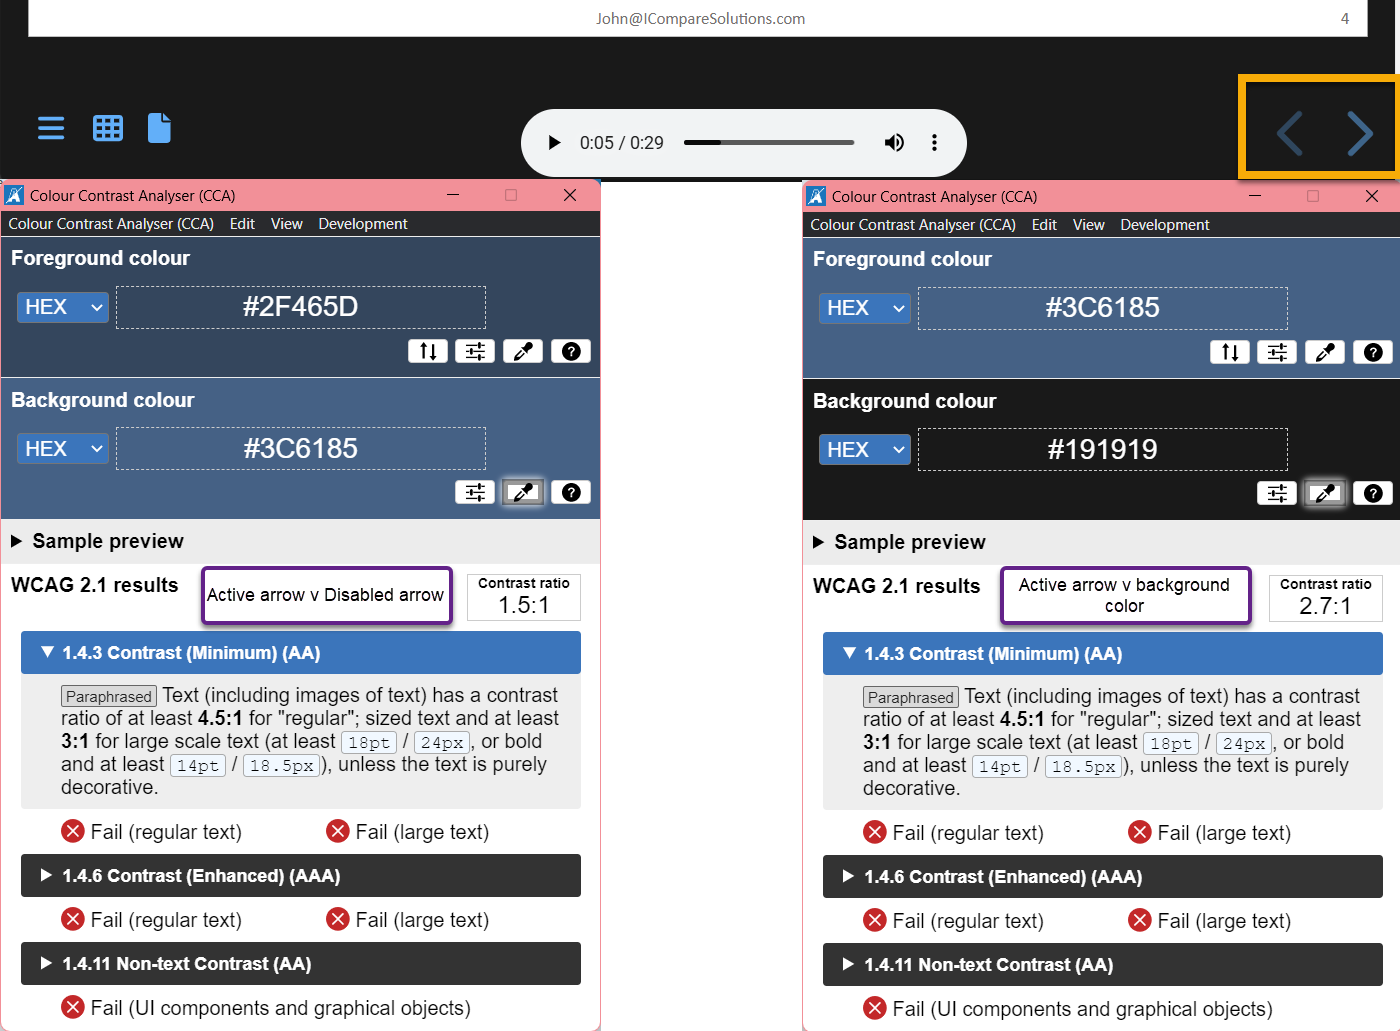 John@ICompareSolutions.com
4
0:05 / 0:29
Colour Contrast Analyser (CCA)
Colour Contrast Analyser (CCA) Edit View Development
Foreground colour
HEX
#2F465D
Background colour
HEX
#3C6185
Sample preview
WCAG 2.1 results
Active arrow v Disabled arrow
Contrast ratio
1.5:1
1.4.3 Contrast (Minimum) (AA)
Paraphrased Text (including images of text) has a contrast
ratio of at least 4.5:1 for "regular"; sized text and at least
3:1 for large scale text (at least 18pt / 24px, or bold
and at least 14pt / 18.5px), unless the text is purely
decorative.
Fail (regular text) Fail (large text)
1.4.6 Contrast (Enhanced) (AAA)
Fail (regular text) Fail (large text)
1.4.11 Non-text Contrast (AA)
Fail (UI components and graphical objects)
Colour Contrast Analyser (CCA)
Colour Contrast Analyser (CCA) Edit View Development
Foreground colour
HEX
#3C6185
Background colour
HEX
#191919
Sample preview
WCAG 2.1 results
Active arrow v background
color
Contrast ratio
2.7:1
1.4.3 Contrast (Minimum) (AA)
Paraphrased Text (including images of text) has a contrast
ratio of at least 4.5:1 for "regular"; sized text and at least
3:1 for large scale text (at least 18pt / 24px, or bold
and at least 14pt / 18.5px), unless the text is purely
decorative.
Fail (regular text) Fail (large text)
1.4.6 Contrast (Enhanced) (AAA)
Fail (regular text) Fail (large text)
1.4.11 Non-text Contrast (AA)
Fail (UI components and graphical objects)